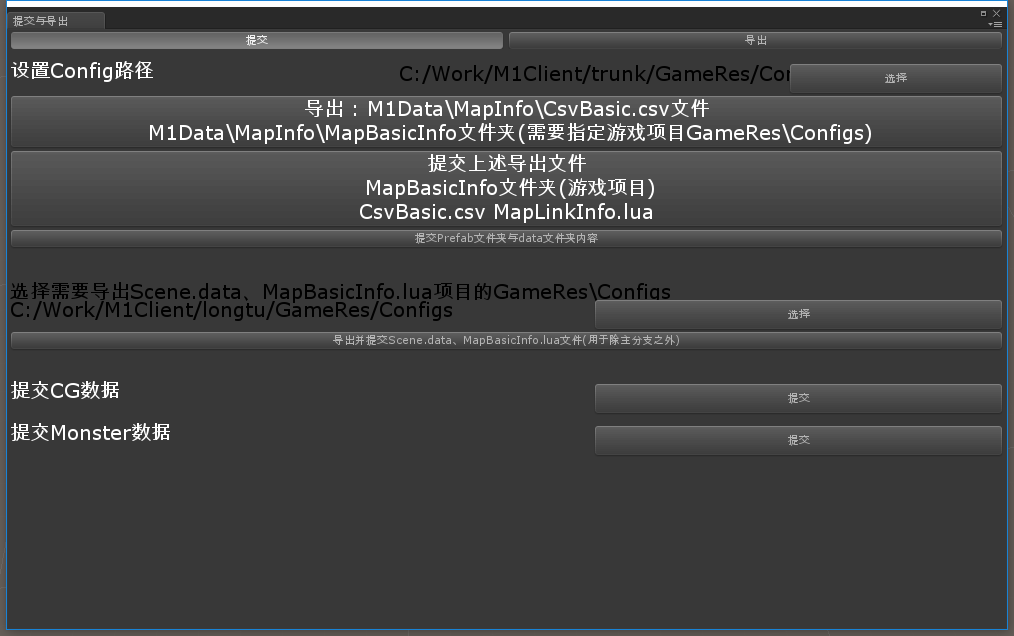 提交与导出
提交
导出
设置Config路径
C:/Work/M1Client/trunk/GameRes/Con
选择
导出：M1Data\MapInfo\CsvBasic.csv文件
M1Data\MapInfo\MapBasicInfo文件夹(需要指定游戏项目GameRes\Configs)
提交上述导出文件
MapBasicInfo文件夹(游戏项目)
CsvBasic.csv MapLinkInfo.lua
提交Prefab文件夹与data文件夹内容
选择需要导出Scene.data、MapBasicInfo.lua项目的GameRes\Configs
C:/Work/M1Client/longtu/GameRes/Configs
选择
导出并提交Scene.data、MapBasicInfo.lua文件(用于除主分支之外)
提交CG数据
提交
提交Monster数据
提交